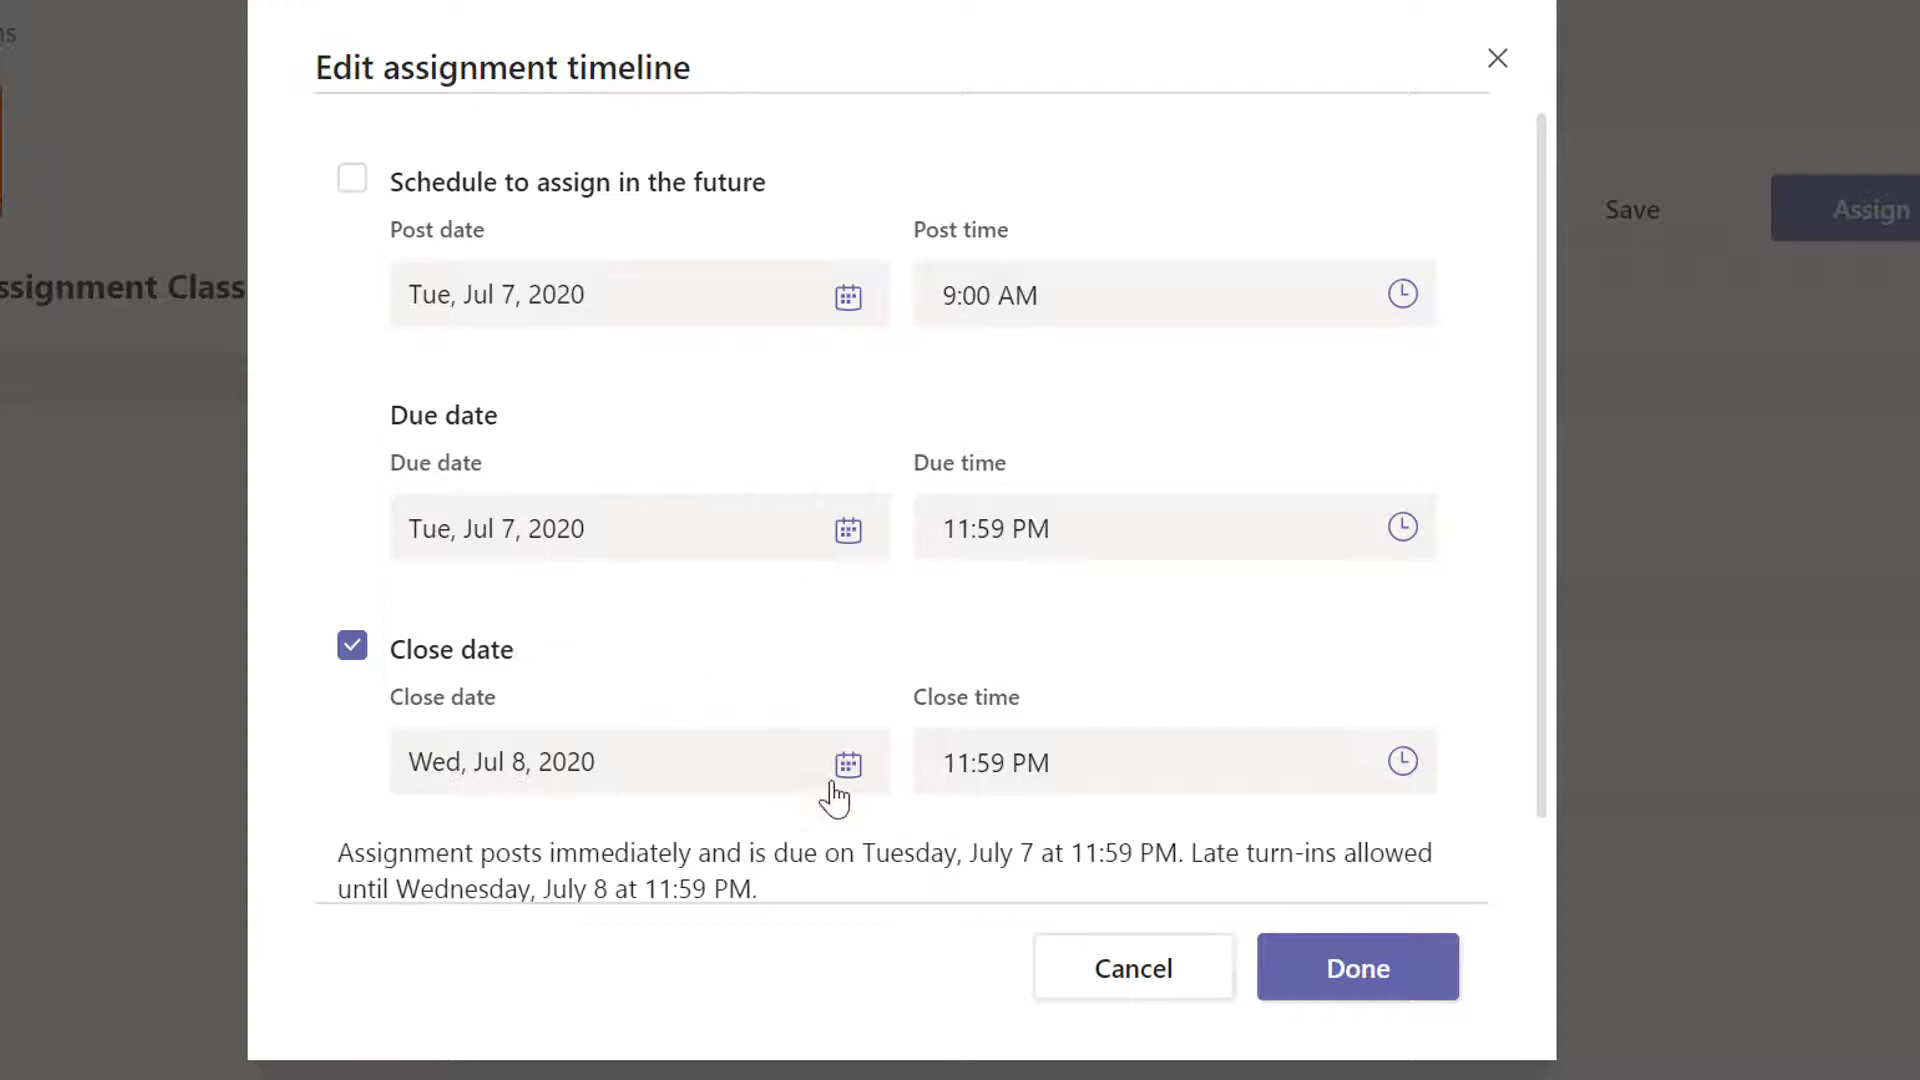 Edit assignment timeline
Schedule to assign in the future
Post date
Post time
Tue, Jul 7, 2020
9:00 AM
Save
Assign
ssignment Class
Due date
Due date
Due time
Tue, Jul 7, 2020
11:59 PM
Close date
Close date
Close time
Wed, Jul 8, 2020
11:59 PM
Assignment posts immediately and is due on Tuesday, July 7 at 11:59 PM. Late turn-ins allowed
until Wednesday, July 8 at 11:59 PM.
Cancel
Done